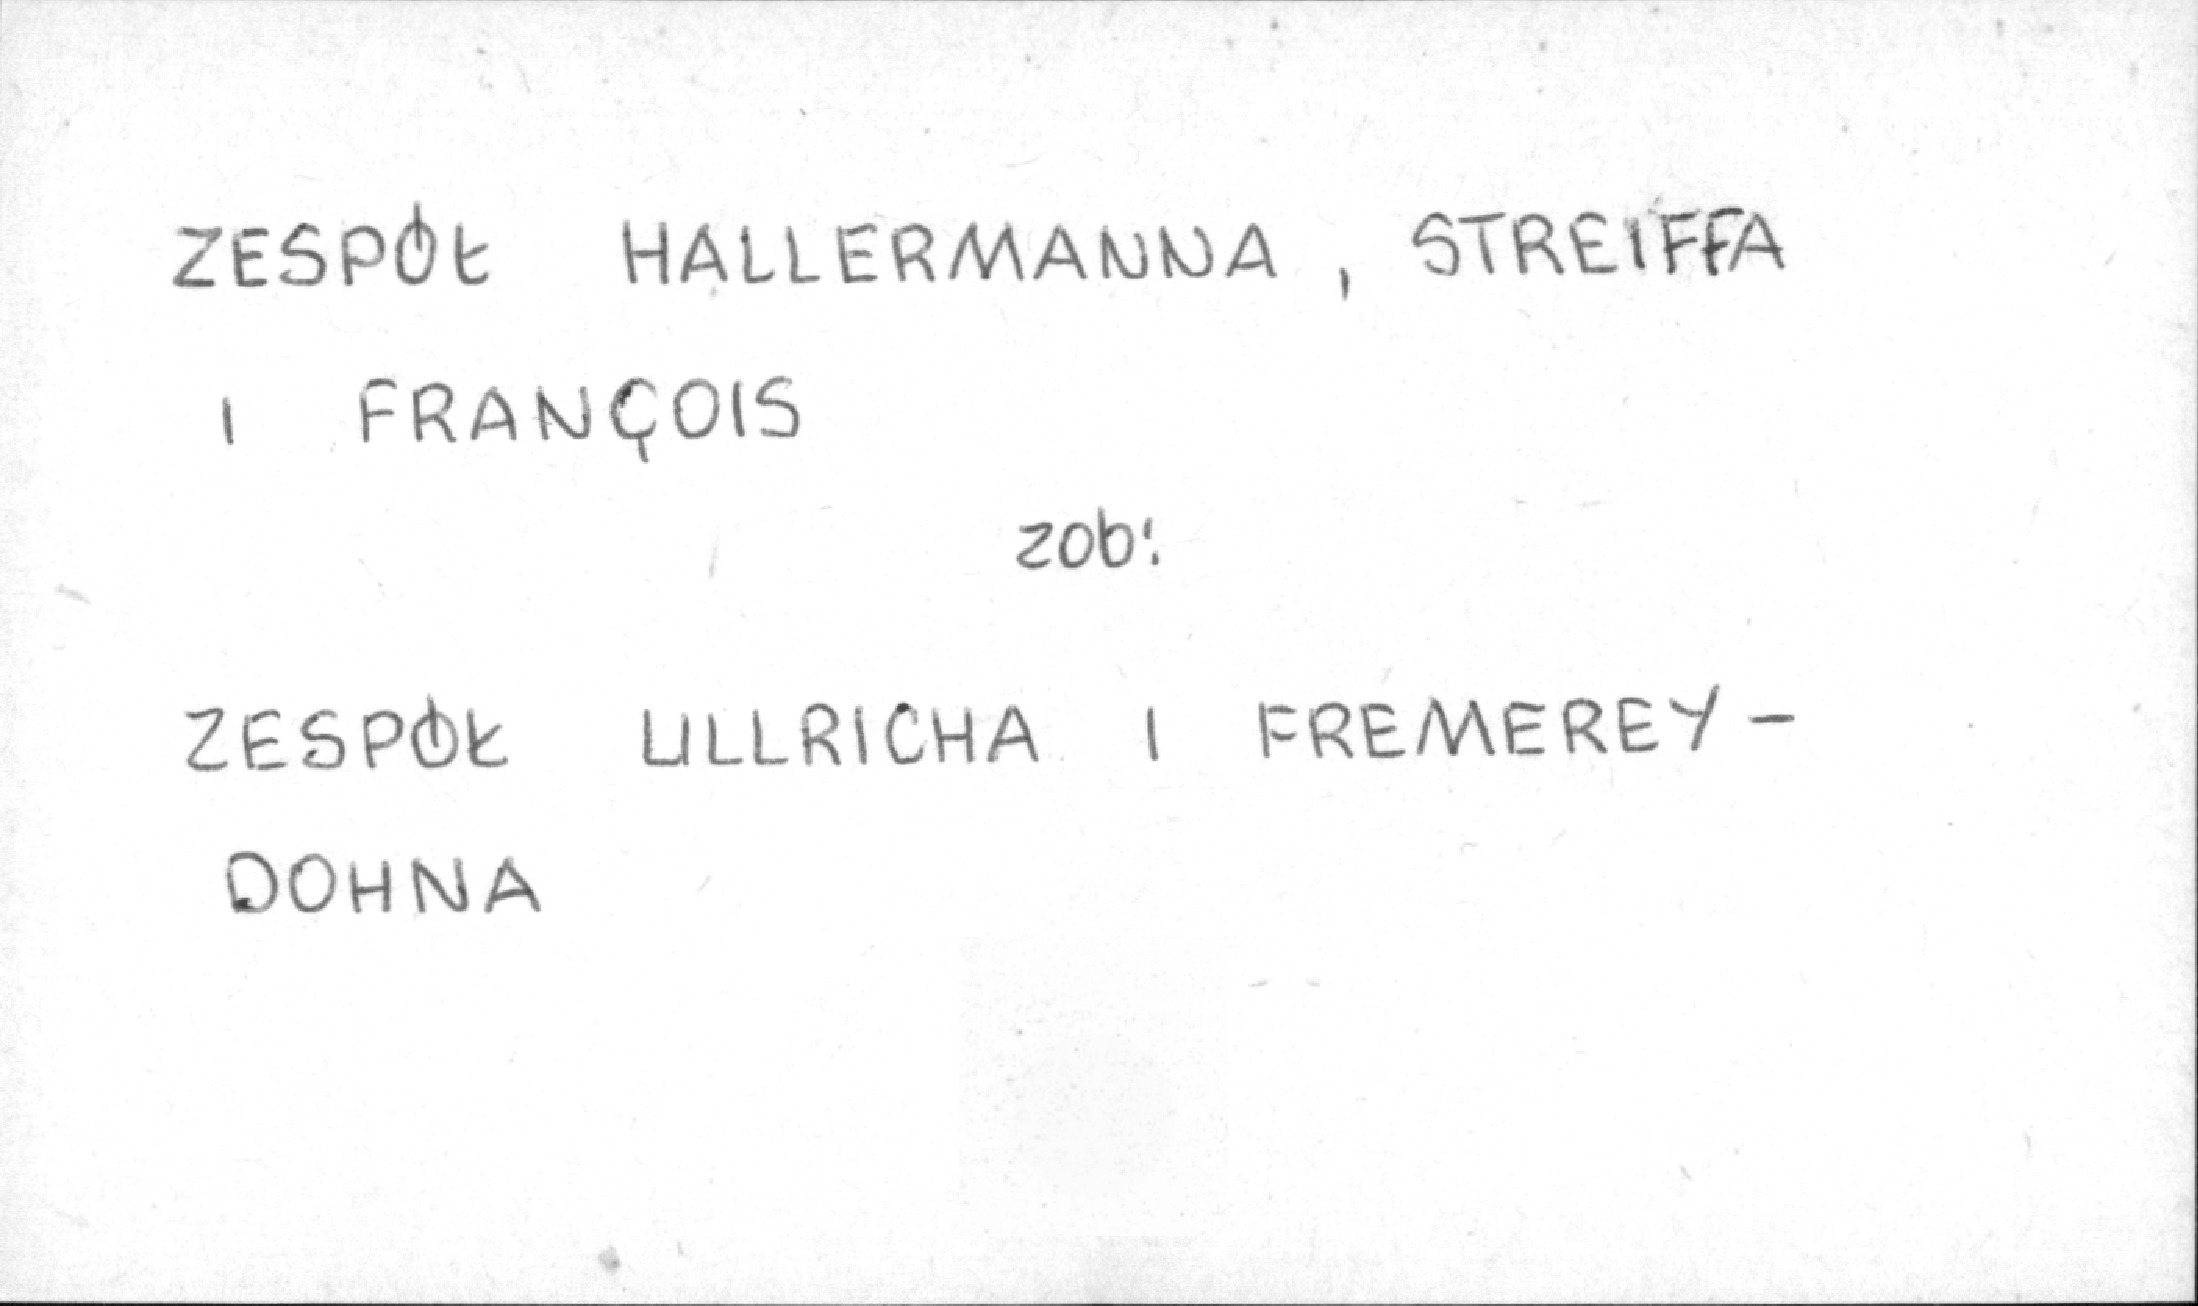 ZESPÓŁ HALLERMANNA, STREIFFA
I FRANÇOIS
zob:
ZESPÓŁ ULLRICHA I FREMEREY-
DOHNA